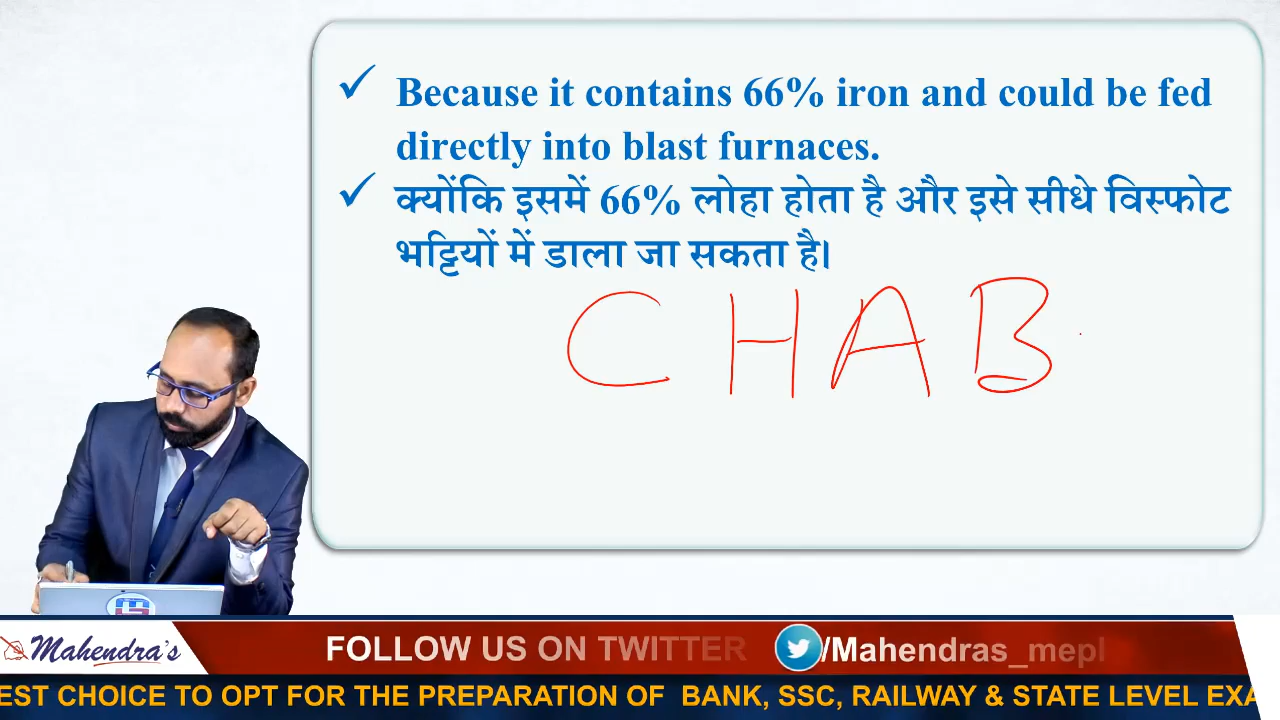 ✓ Because it contains 66% iron and could be fed
directly into blast furnaces.
✓ क्योंकि इसमें 66% लोहा होता है और इसे सीधे विस्फोट
भट्टियों में डाला जा सकता है।
CHAB
Mahendra's
FOLLOW US ON TWITTER /Mahendras_mepl
EST CHOICE TO OPT FOR THE PREPARATION OF BANK, SSC, RAILWAY & STATE LEVEL EXA